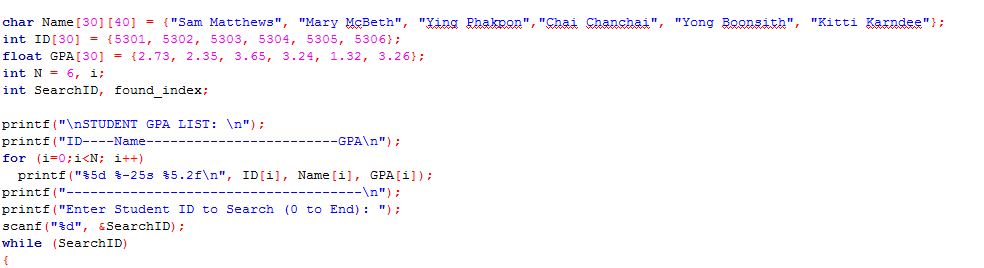 char Name[30][40] = {"Sam Matthews", "Mary McBeth", "Ying Phakpon","Chai Chanchai", "Yong Boonsith", "Kitti Karndee"};
int ID[30] = {5301, 5302, 5303, 5304, 5305, 5306};
float GPA[30] = {2.73, 2.35, 3.65, 3.24, 1.32, 3.26};
int N = 6, i;
int SearchID, found_index;
printf("\nSTUDENT GPA LIST: \n");
printf("ID----Name------------------------GPA\n");
for (i=0;i<N; i++)
printf("%5d %-25s %5.2f\n", ID[i], Name[i], GPA[i]);
printf("-------------------------------------\n");
printf("Enter Student ID to Search (0 to End): ");
scanf("%d", &SearchID);
while (SearchID)
{